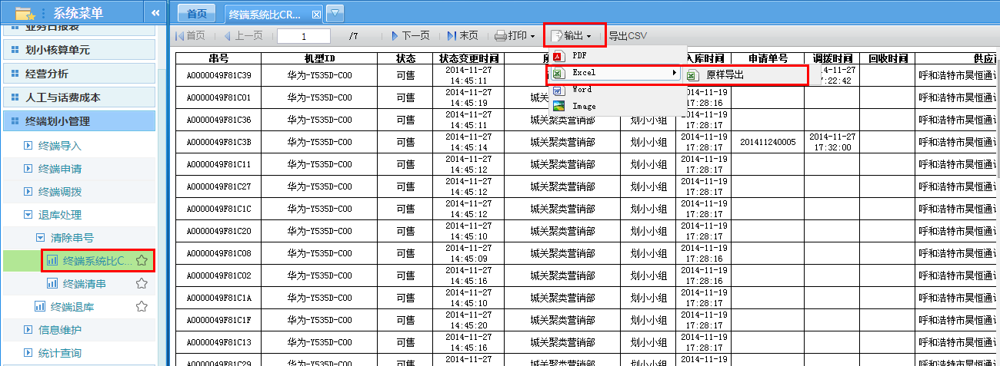 系统菜单
«
业务日报表
划小核算单元
经营分析
人工与话费成本
终端划小管理
终端导入
终端申请
终端调拨
退库处理
清除串号
终端系统比C...
终端清串
终端退库
信息维护
统计查询
首页 终端系统比CR...
首页 上一页 1 /7 下一页 末页 打印 输出 导出CSV
PDF
Excel 原样导出
Word
Image
串号 机型ID 状态 状态变更时间 入库时间 申请单号 调拨时间 回收时间 供应
A0000049F81C39 华为-Y535D-C00 可售 2014-11-27 14:45:11 14-11-27 :22:42 呼和浩特市昊恒通
A0000049F81C01 华为-Y535D-C00 可售 2014-11-27 14:45:19 城关 2014-11-19 17:28:16 呼和浩特市昊恒通
A0000049F81C36 华为-Y535D-C00 可售 2014-11-27 14:45:11 城关聚类营销部 划小小组 2014-11-19 17:28:16 呼和浩特市昊恒通
A0000049F81C3B 华为-Y535D-C00 可售 2014-11-27 14:45:14 城关聚类营销部 划小小组 2014-11-19 17:28:17 201411240005 2014-11-27 17:32:00 呼和浩特市昊恒通
A0000049F81C11 华为-Y535D-C00 可售 2014-11-27 14:45:12 城关聚类营销部 划小小组 2014-11-19 17:28:17 呼和浩特市昊恒通
A0000049F81C27 华为-Y535D-C00 可售 2014-11-27 14:45:12 城关聚类营销部 划小小组 2014-11-19 17:28:17 呼和浩特市昊恒通
A0000049F81C1C 华为-Y535D-C00 可售 2014-11-27 14:45:12 城关聚类营销部 划小小组 2014-11-19 17:28:17 呼和浩特市昊恒通
A0000049F81C20 华为-Y535D-C00 可售 2014-11-27 14:45:10 城关聚类营销部 划小小组 2014-11-19 17:28:16 呼和浩特市昊恒通
A0000049F81C08 华为-Y535D-C00 可售 2014-11-27 14:45:09 城关聚类营销部 划小小组 2014-11-19 17:28:16 呼和浩特市昊恒通
A0000049F81C02 华为-Y535D-C00 可售 2014-11-27 14:45:16 城关聚类营销部 划小小组 2014-11-19 17:28:16 呼和浩特市昊恒通
A0000049F81C1A 华为-Y535D-C00 可售 2014-11-27 14:45:10 城关聚类营销部 划小小组 2014-11-19 17:28:17 呼和浩特市昊恒通
A0000049F81C1F 华为-Y535D-C00 可售 2014-11-27 14:45:20 城关聚类营销部 划小小组 2014-11-19 17:28:17 呼和浩特市昊恒通
A0000049F81C13 华为-Y535D-C00 可售 2014-11-27 14:45:16 城关聚类营销部 划小小组 2014-11-19 17:28:17 呼和浩特市昊恒通
A0000049F81C29 华为-Y535D-C00 可售 2014-11-27 城关聚类营销部 划小小组 2014-11-19 呼和浩特市昊恒通